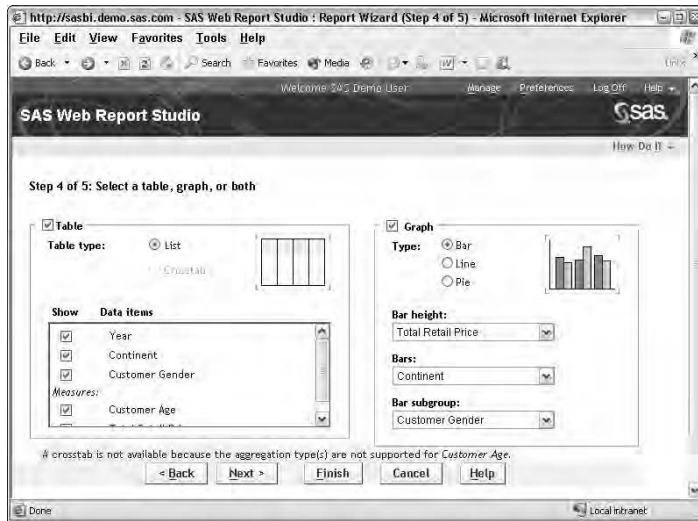 http://sasbi.demo.sas.com - SAS Web Report Studio : Report Wizard (Step 4 of 5) - Microsoft Internet Explorer
File Edit View Favorites Tools Help
Back Search Favorites Media
Links
Welcome SAS Demo User Manage Preferences Log Off Help
SAS Web Report Studio
sas.
How Do I?
Step 4 of 5: Select a table, graph, or both
Table
Table type: List
Crosstab
Show Data items
Year
Continent
Customer Gender
Measures:
Customer Age
Graph
Type: Bar
Line
Pie
Bar height:
Total Retail Price
Bars:
Continent
Bar subgroup:
Customer Gender
A crosstab is not available because the aggregation type(s) are not supported for Customer Age.
< Back Next > Finish Cancel Help
Done Local intranet